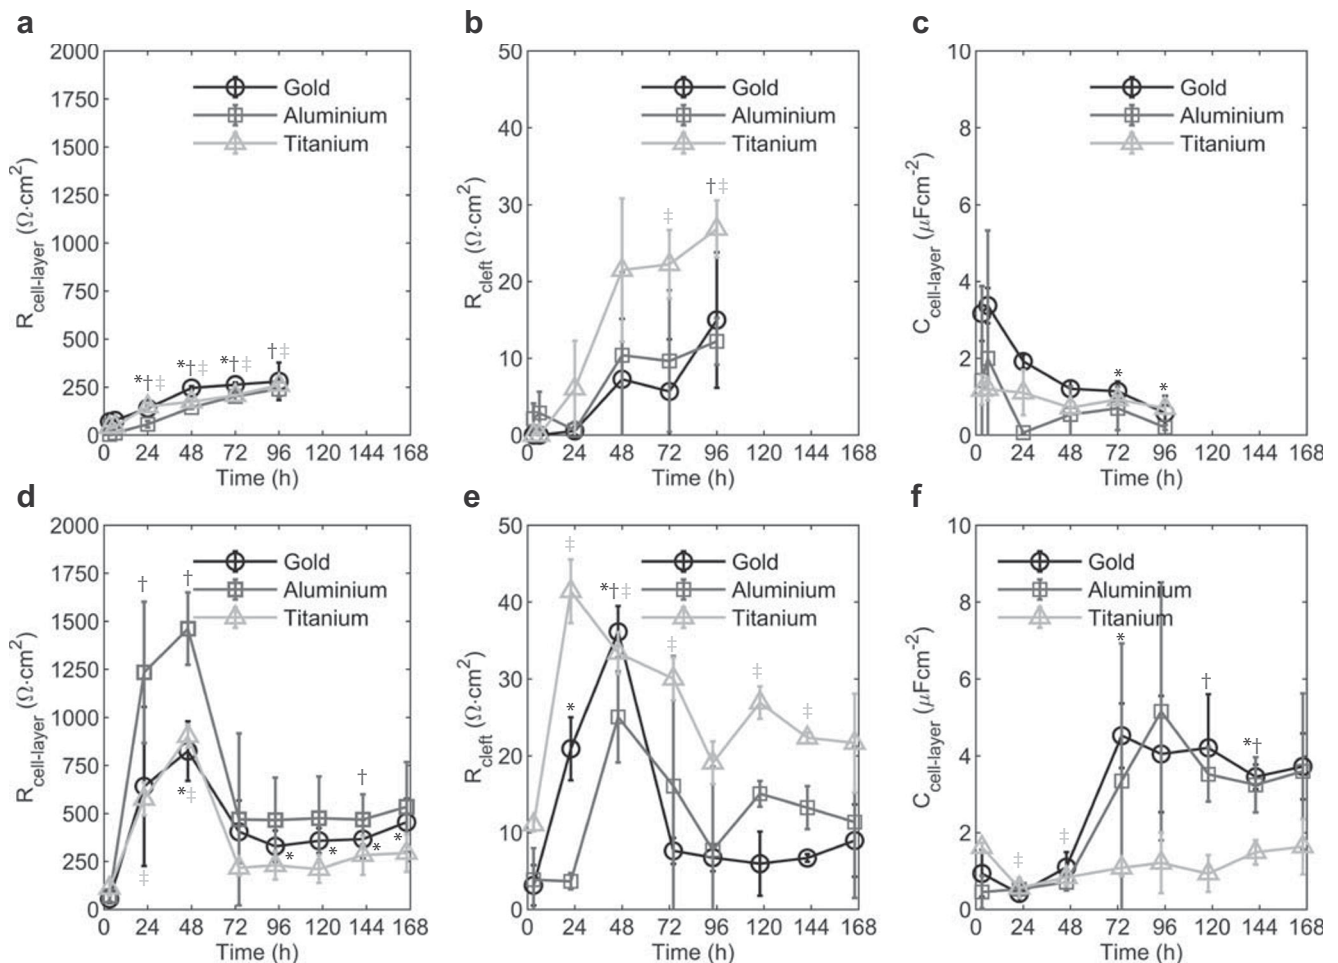 a
2000
1750
1500
1250
1000
750
500
250
0
R_cell-layer (Ω·cm²)
Gold
Aluminium
Titanium
*†‡ *†‡ *†‡ †‡
0 24 48 72 96 120 144 168
Time (h)
b
50
40
30
20
10
0
R_cleft (Ω·cm²)
Gold
Aluminium
Titanium
‡ †‡
0 24 48 72 96 120 144 168
Time (h)
c
10
8
6
4
2
0
C_cell-layer (μFcm⁻²)
Gold
Aluminium
Titanium
* *
0 24 48 72 96 120 144 168
Time (h)
d
2000
1750
1500
1250
1000
750
500
250
0
R_cell-layer (Ω·cm²)
Gold
Aluminium
Titanium
† † †
*‡
* * * *
‡
0 24 48 72 96 120 144 168
Time (h)
e
50
40
30
20
10
0
R_cleft (Ω·cm²)
Gold
Aluminium
Titanium
‡ *†‡
‡ ‡ ‡
*
0 24 48 72 96 120 144 168
Time (h)
f
10
8
6
4
2
0
C_cell-layer (μFcm⁻²)
Gold
Aluminium
Titanium
* † *†
‡ ‡
0 24 48 72 96 120 144 168
Time (h)